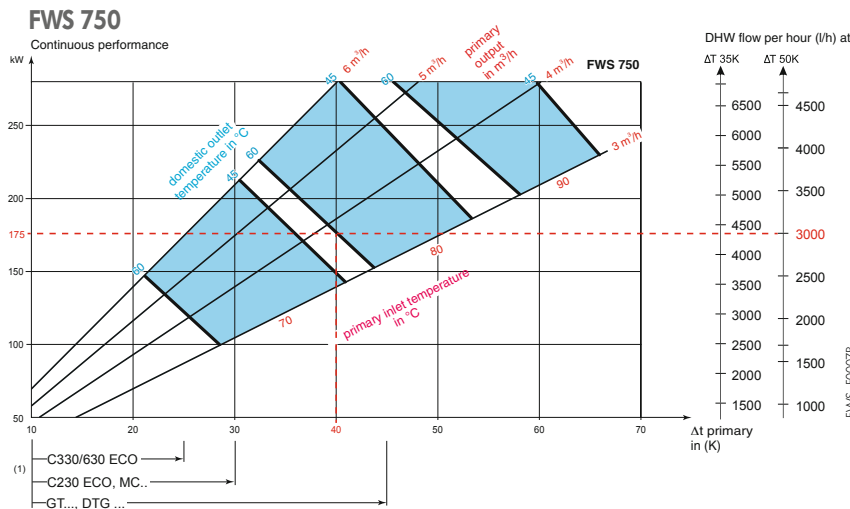 FWS 750
Continuous performance
kW
250
200
175
150
100
50
10
20
30
40
50
60
70
Δt primary
in (K)
domestic outlet
temperature in °C
60
45
60
45
60
45
6 m³/h
5 m³/h
4 m³/h
3 m³/h
primary
output
in m³/h
FWS 750
70
80
90
primary inlet temperature
in °C
DHW flow per hour (l/h) at
ΔT 35K
ΔT 50K
6500
6000
5500
5000
4500
4000
3500
3000
2500
2000
1500
4500
4000
3500
3000
2500
2000
1500
1000
(1)
C330/630 ECO
C230 ECO, MC..
GT..., DTG ...